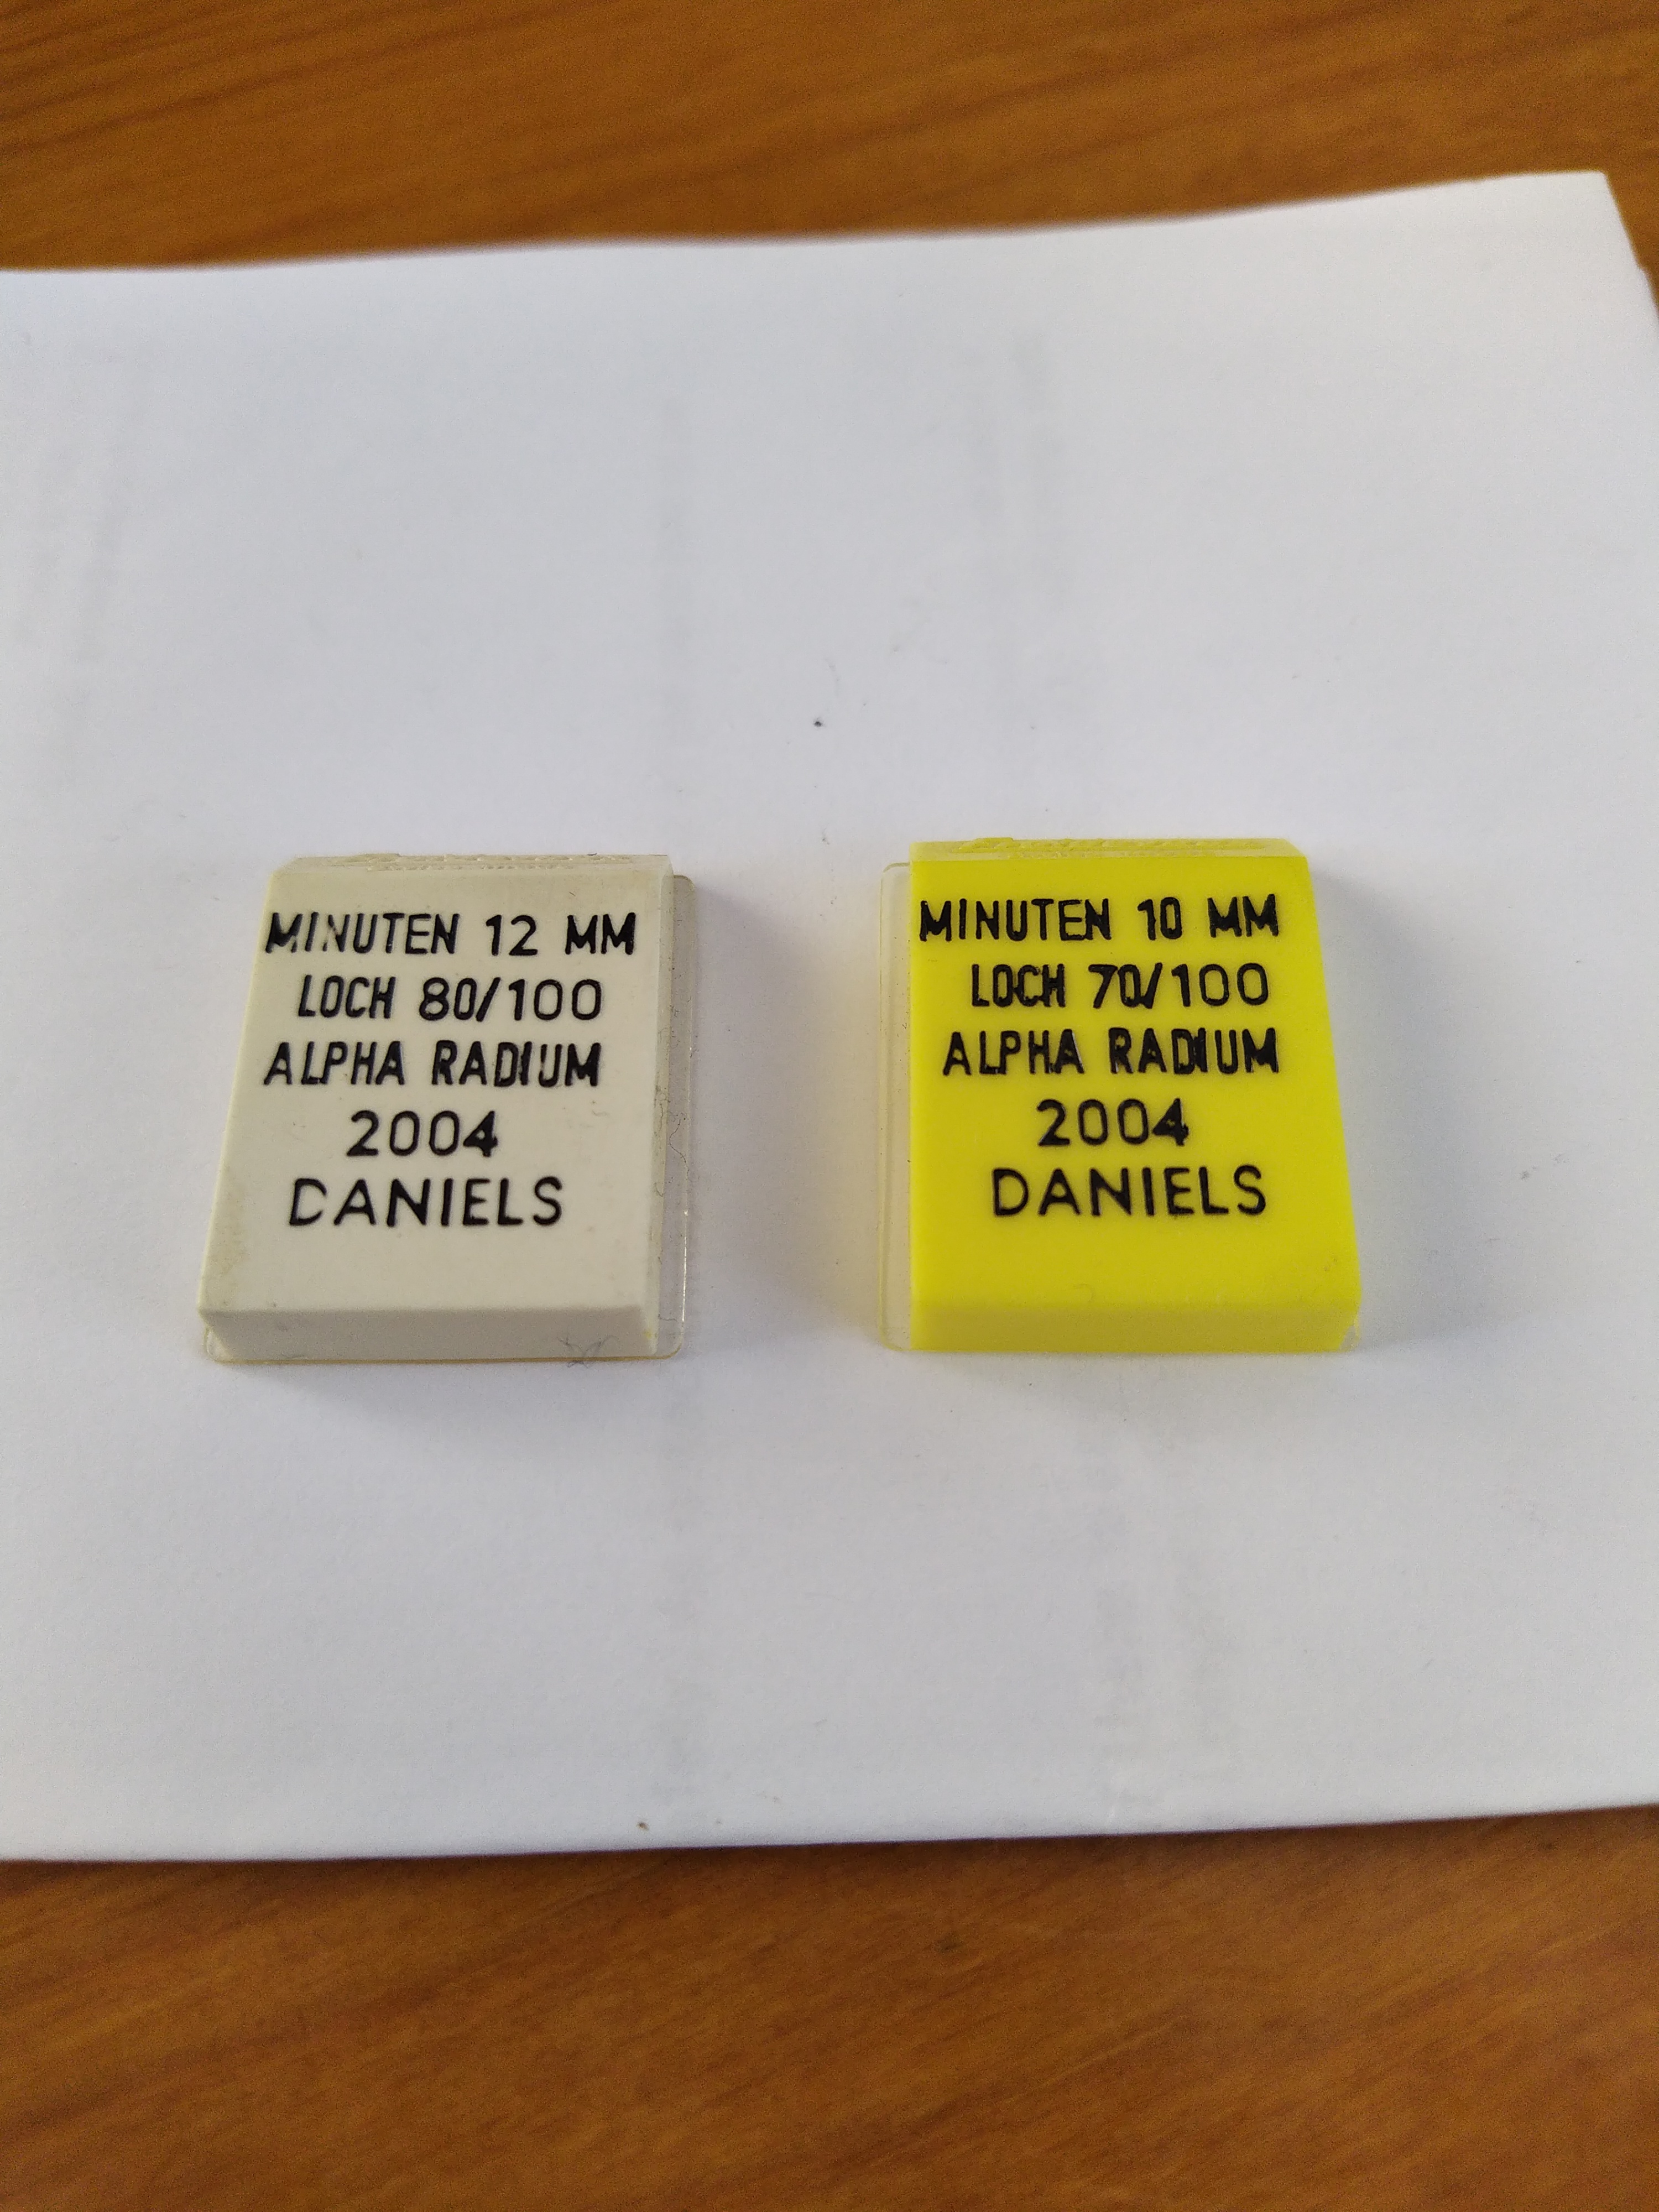 MINUTEN 12 MM
LOCH 80/100
ALPHA RADIUM
2004
DANIELS
MINUTEN 10 MM
LOCH 70/100
ALPHA RADIUM
2004
DANIELS